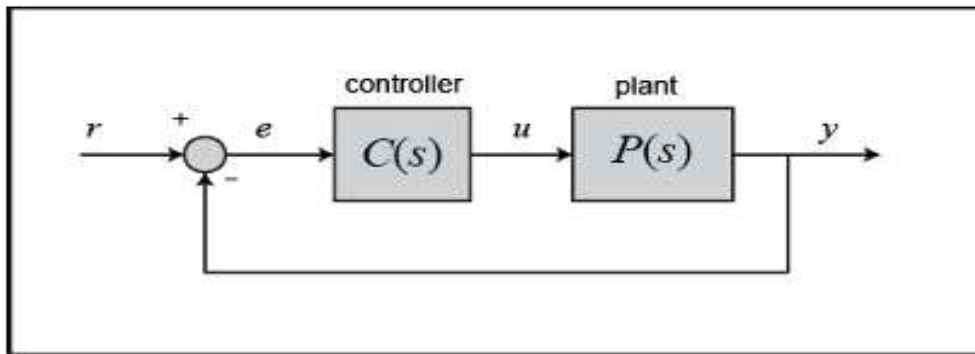 controller plant
r + e C(s) u P(s) y
-